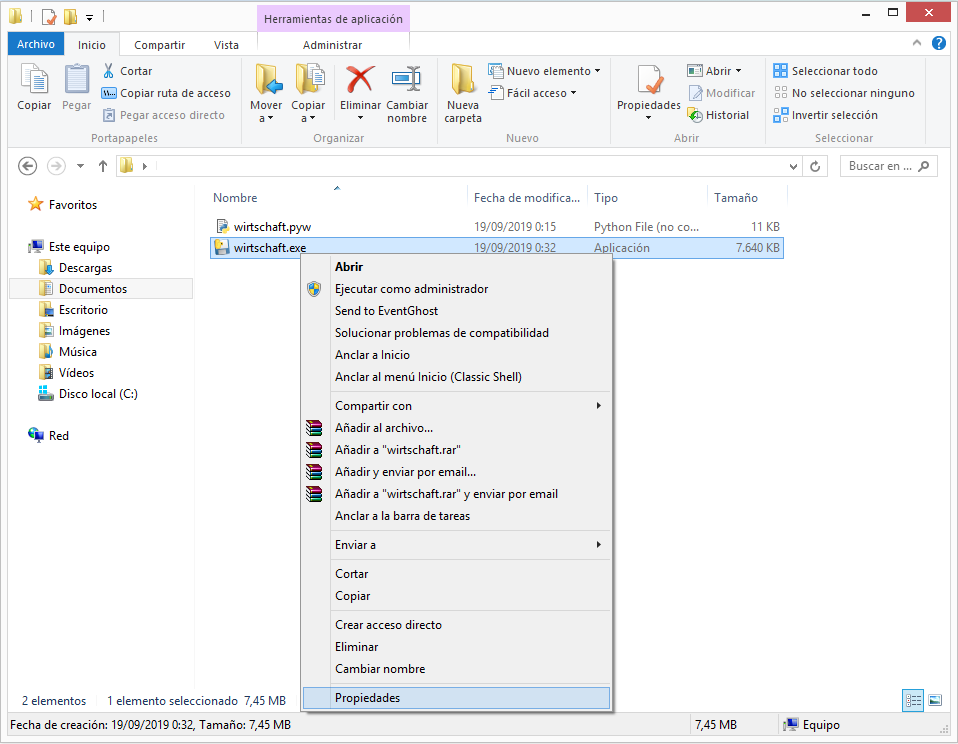 Herramientas de aplicación
Archivo
Inicio
Compartir
Vista
Administrar
Copiar
Pegar
Cortar
Copiar ruta de acceso
Pegar acceso directo
Portapapeles
Mover a
Copiar a
Eliminar
Cambiar nombre
Organizar
Nueva carpeta
Nuevo elemento
Fácil acceso
Nuevo
Propiedades
Abrir
Modificar
Historial
Abrir
Seleccionar todo
No seleccionar ninguno
Invertir selección
Seleccionar
Buscar en ...
Favoritos
Este equipo
Descargas
Documentos
Escritorio
Imágenes
Música
Vídeos
Disco local (C:)
Red
Nombre Fecha de modifica... Tipo Tamaño
wirtschaft.pyw 19/09/2019 0:15 Python File (no co... 11 KB
wirtschaft.exe 19/09/2019 0:32 Aplicación 7.640 KB
Abrir
Ejecutar como administrador
Send to EventGhost
Solucionar problemas de compatibilidad
Anclar a Inicio
Anclar al menú Inicio (Classic Shell)
Compartir con
Añadir al archivo...
Añadir a "wirtschaft.rar"
Añadir y enviar por email...
Añadir a "wirtschaft.rar" y enviar por email
Anclar a la barra de tareas
Enviar a
Cortar
Copiar
Crear acceso directo
Eliminar
Cambiar nombre
Propiedades
2 elementos 1 elemento seleccionado 7,45 MB
Fecha de creación: 19/09/2019 0:32, Tamaño: 7,45 MB 7,45 MB Equipo